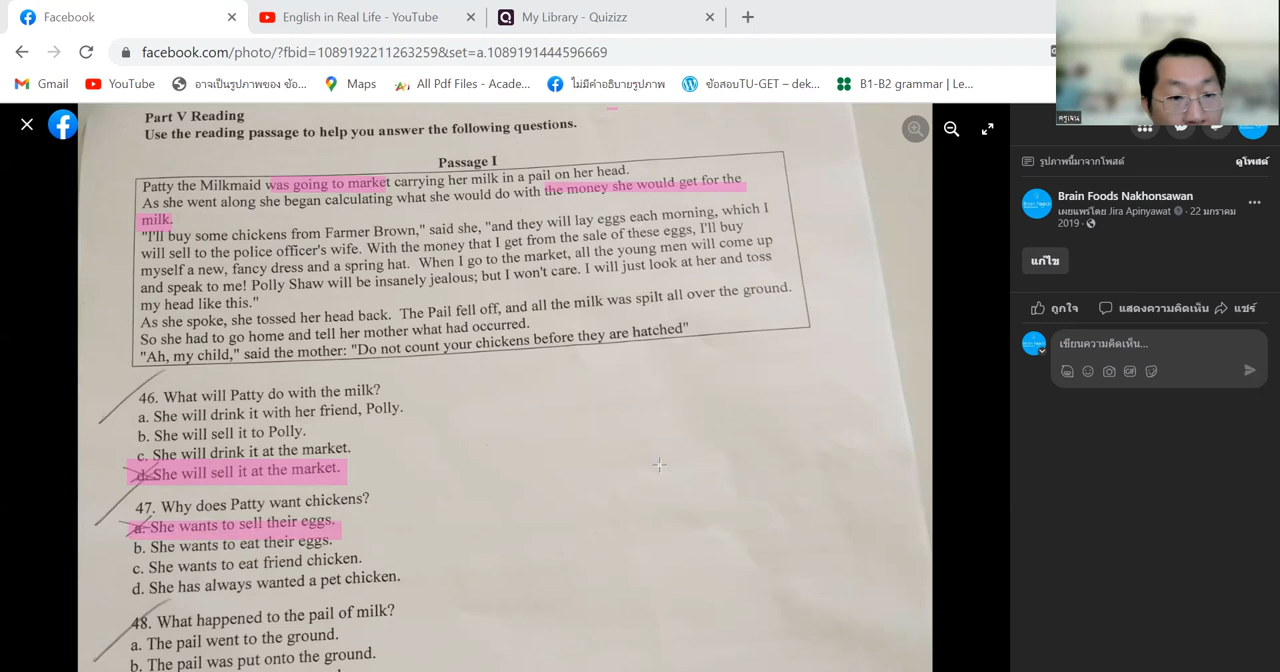 Facebook
English in Real Life - YouTube
My Library - Quizizz
facebook.com/photo/?fbid=1089192211263259&set=a.1089191444596669
Gmail
YouTube
อาจเป็นรูปภาพของ ข้อ...
Maps
All Pdf Files - Acade...
ไม่มีคำอธิบายรูปภาพ
ข้อสอบTU-GET – dek...
B1-B2 grammar | Le...
ครูเจน
Part V Reading
Use the reading passage to help you answer the following questions.
Passage I
Patty the Milkmaid was going to market carrying her milk in a pail on her head.
As she went along she began calculating what she would do with the money she would get for the
milk.
"I'll buy some chickens from Farmer Brown," said she, "and they will lay eggs each morning, which I
will sell to the police officer's wife. With the money that I get from the sale of these eggs, I'll buy
myself a new, fancy dress and a spring hat. When I go to the market, all the young men will come up
and speak to me! Polly Shaw will be insanely jealous; but I won't care. I will just look at her and toss
my head like this."
As she spoke, she tossed her head back. The Pail fell off, and all the milk was spilt all over the ground.
So she had to go home and tell her mother what had occurred.
"Ah, my child," said the mother: "Do not count your chickens before they are hatched"
46. What will Patty do with the milk?
a. She will drink it with her friend, Polly.
b. She will sell it to Polly.
c. She will drink it at the market.
d. She will sell it at the market.
47. Why does Patty want chickens?
a. She wants to sell their eggs.
b. She wants to eat their eggs.
c. She wants to eat friend chicken.
d. She has always wanted a pet chicken.
48. What happened to the pail of milk?
a. The pail went to the ground.
b. The pail was put onto the ground.
รูปภาพนี้มาจากโพสต์
ดูโพสต์
Brain Foods Nakhonsawan
เผยแพร่โดย Jira Apinyawat · 22 มกราคม
2019 ·
แก้ไข
ถูกใจ
แสดงความคิดเห็น
แชร์
เขียนความคิดเห็น...
GIF